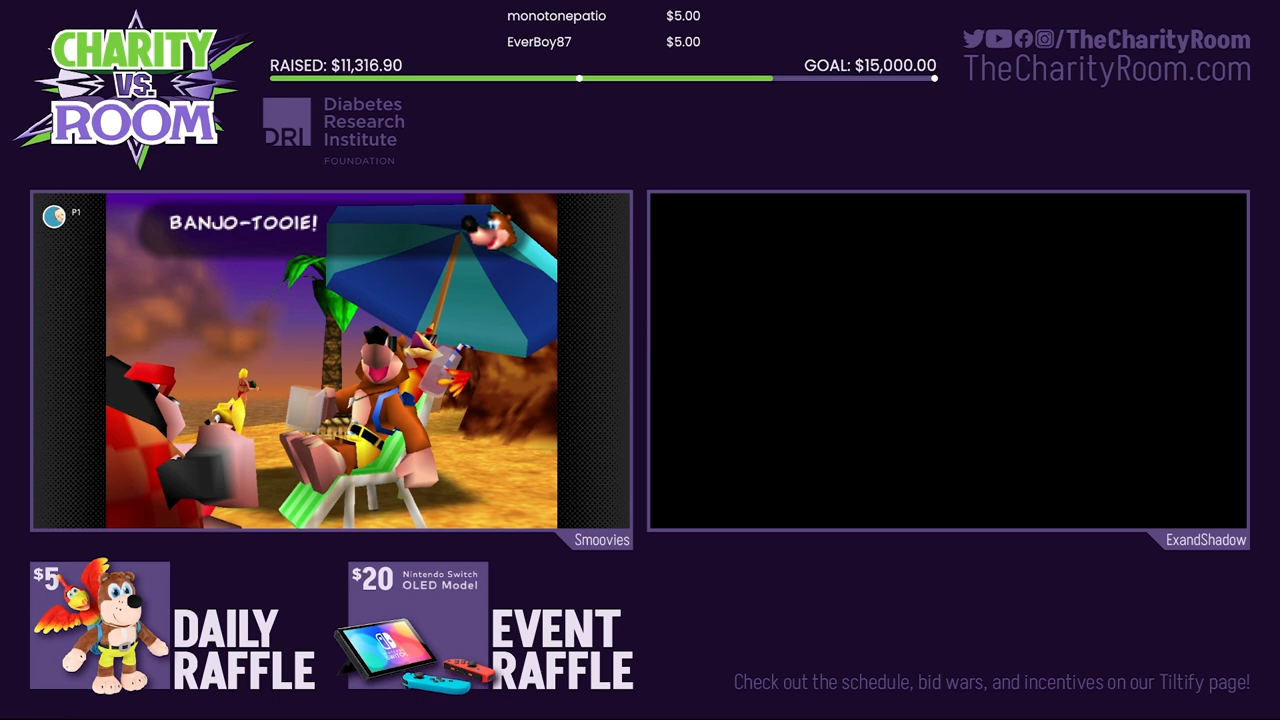 CHARITY
VS.
ROOM
monotonepatio $5.00
EverBoy87 $5.00
RAISED: $11,316.90 GOAL: $15,000.00
/TheCharityRoom
TheCharityRoom.com
DRI
Diabetes
Research
Institute
FOUNDATION
P1
BANJO-TOOIE!
Smoovies
ExandShadow
$5
DAILY
RAFFLE
$20 Nintendo Switch
OLED Model
EVENT
RAFFLE
Check out the schedule, bid wars, and incentives on our Tiltify page!